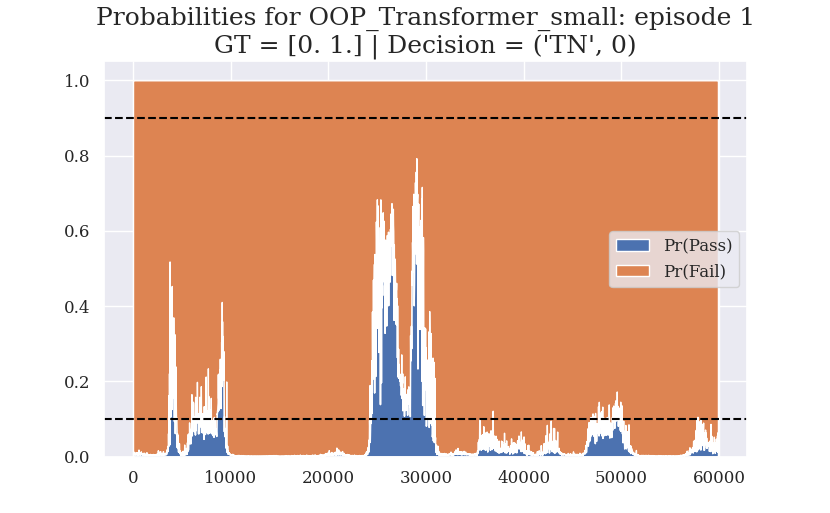 Probabilities for OOP_Transformer_small: episode 1
GT = [0. 1.] | Decision = ('TN', 0)
1.0
0.8
0.6
0.4
0.2
0.0
Pr(Pass)
Pr(Fail)
0 10000 20000 30000 40000 50000 60000